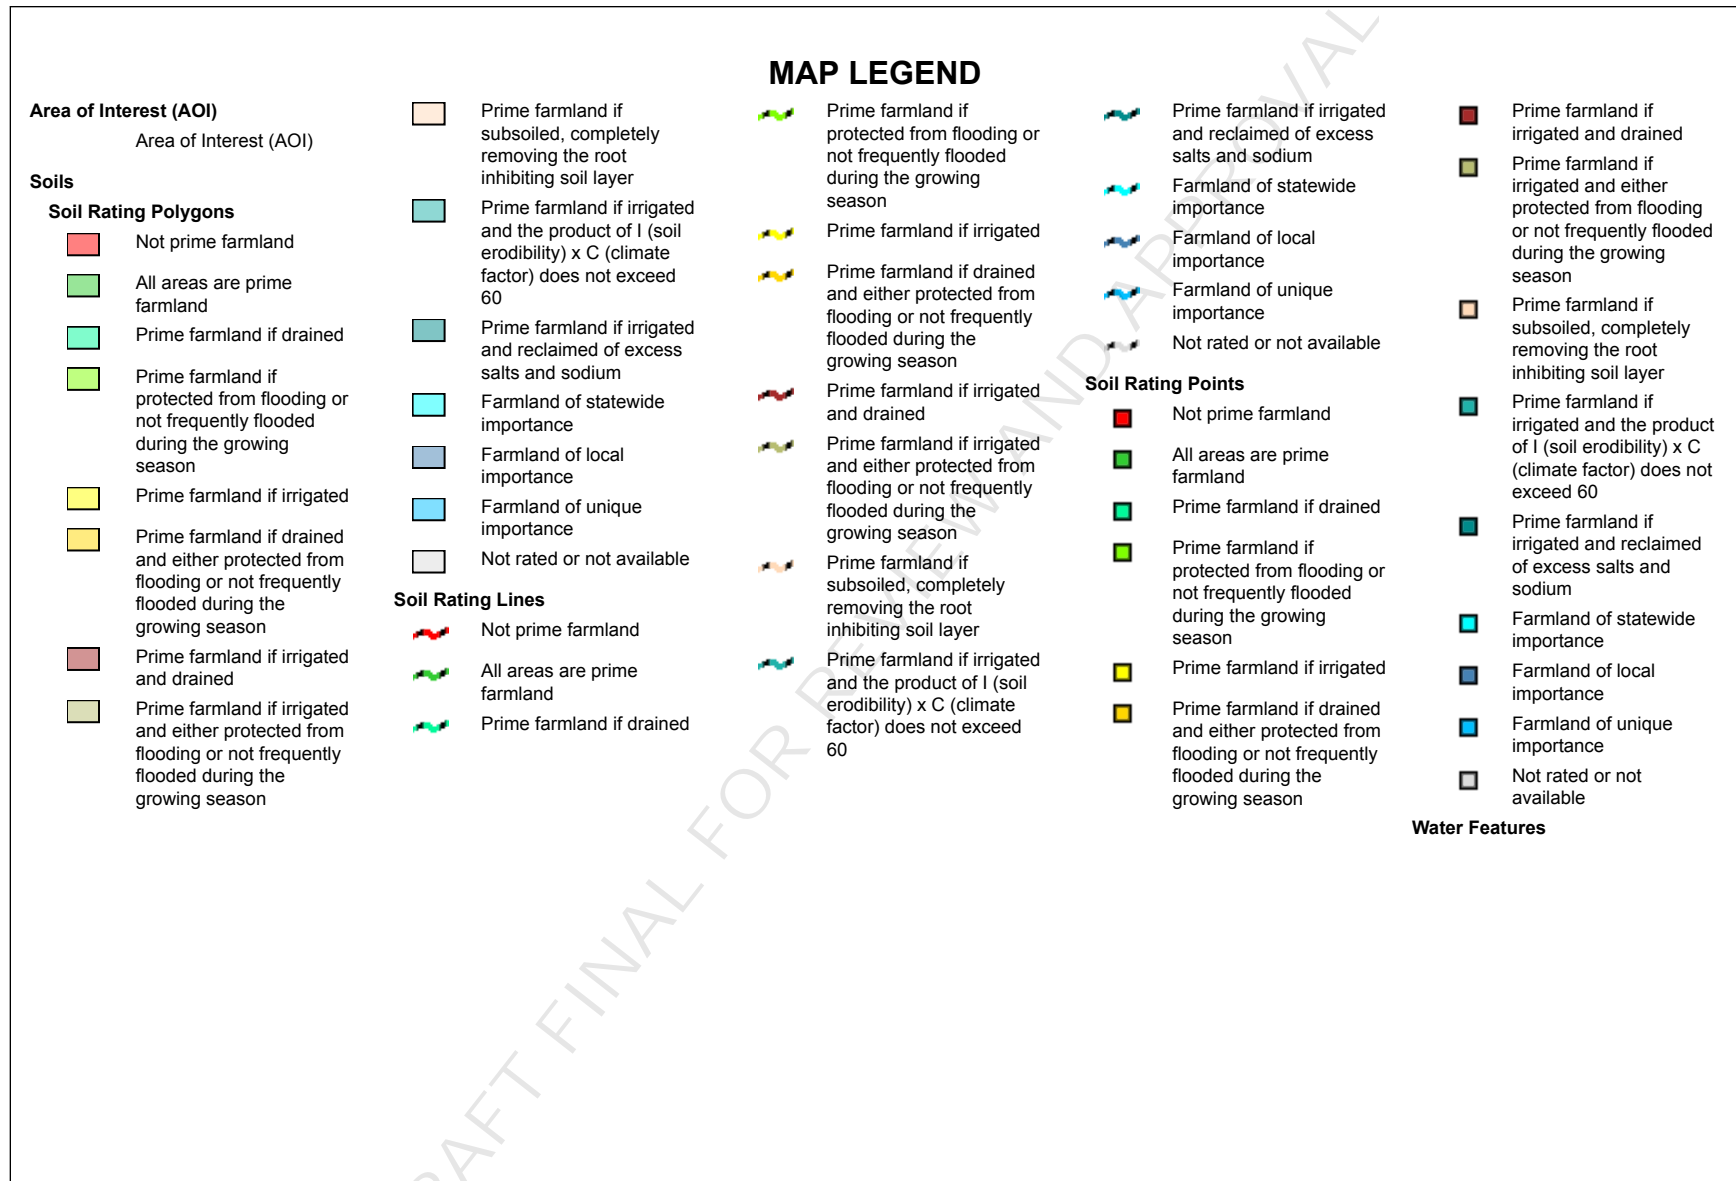 MAP LEGEND
Area of Interest (AOI)
Area of Interest (AOI)
Soils
Soil Rating Polygons
Not prime farmland
All areas are prime
farmland
Prime farmland if drained
Prime farmland if
protected from flooding or
not frequently flooded
during the growing
season
Prime farmland if irrigated
Prime farmland if drained
and either protected from
flooding or not frequently
flooded during the
growing season
Prime farmland if irrigated
and drained
Prime farmland if irrigated
and either protected from
flooding or not frequently
flooded during the
growing season
Prime farmland if
subsoiled, completely
removing the root
inhibiting soil layer
Prime farmland if irrigated
and the product of I (soil
erodibility) x C (climate
factor) does not exceed
60
Prime farmland if irrigated
and reclaimed of excess
salts and sodium
Farmland of statewide
importance
Farmland of local
importance
Farmland of unique
importance
Not rated or not available
Soil Rating Lines
Not prime farmland
All areas are prime
farmland
Prime farmland if drained
Prime farmland if
protected from flooding or
not frequently flooded
during the growing
season
Prime farmland if irrigated
Prime farmland if drained
and either protected from
flooding or not frequently
flooded during the
growing season
Prime farmland if irrigated
and drained
Prime farmland if irrigated
and either protected from
flooding or not frequently
flooded during the
growing season
Prime farmland if
subsoiled, completely
removing the root
inhibiting soil layer
Prime farmland if irrigated
and the product of I (soil
erodibility) x C (climate
factor) does not exceed
60
Prime farmland if irrigated
and reclaimed of excess
salts and sodium
Farmland of statewide
importance
Farmland of local
importance
Farmland of unique
importance
Not rated or not available
Soil Rating Points
Not prime farmland
All areas are prime
farmland
Prime farmland if drained
Prime farmland if
protected from flooding or
not frequently flooded
during the growing
season
Prime farmland if irrigated
Prime farmland if drained
and either protected from
flooding or not frequently
flooded during the
growing season
Prime farmland if
irrigated and drained
Prime farmland if
irrigated and either
protected from flooding
or not frequently flooded
during the growing
season
Prime farmland if
subsoiled, completely
removing the root
inhibiting soil layer
Prime farmland if
irrigated and the product
of I (soil erodibility) x C
(climate factor) does not
exceed 60
Prime farmland if
irrigated and reclaimed
of excess salts and
sodium
Farmland of statewide
importance
Farmland of local
importance
Farmland of unique
importance
Not rated or not
available
Water Features
RAFT FINAL FOR REVIEW AND APPROVAL